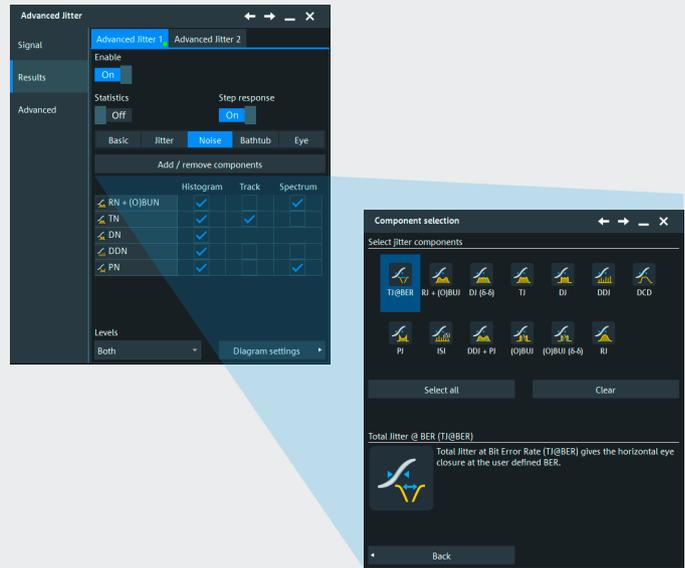 Advanced Jitter
Signal
Results
Advanced
Advanced Jitter 1
Advanced Jitter 2
Enable
On
Statistics
Step response
Off
On
Basic
Jitter
Noise
Bathtub
Eye
Add / remove components
Histogram
Track
Spectrum
RN + (O)BUN
TN
DN
DDN
PN
Levels
Both
Diagram settings
Component selection
Select jitter components
TJ@BER
RJ + (O)BUJ
DJ (δ-δ)
TJ
DJ
DDJ
DCD
PJ
ISI
DDJ + PJ
(O)BUJ
(O)BUJ (δ-δ)
RJ
Select all
Clear
Total Jitter @ BER (TJ@BER)
Total Jitter at Bit Error Rate (TJ@BER) gives the horizontal eye
closure at the user defined BER.
Back